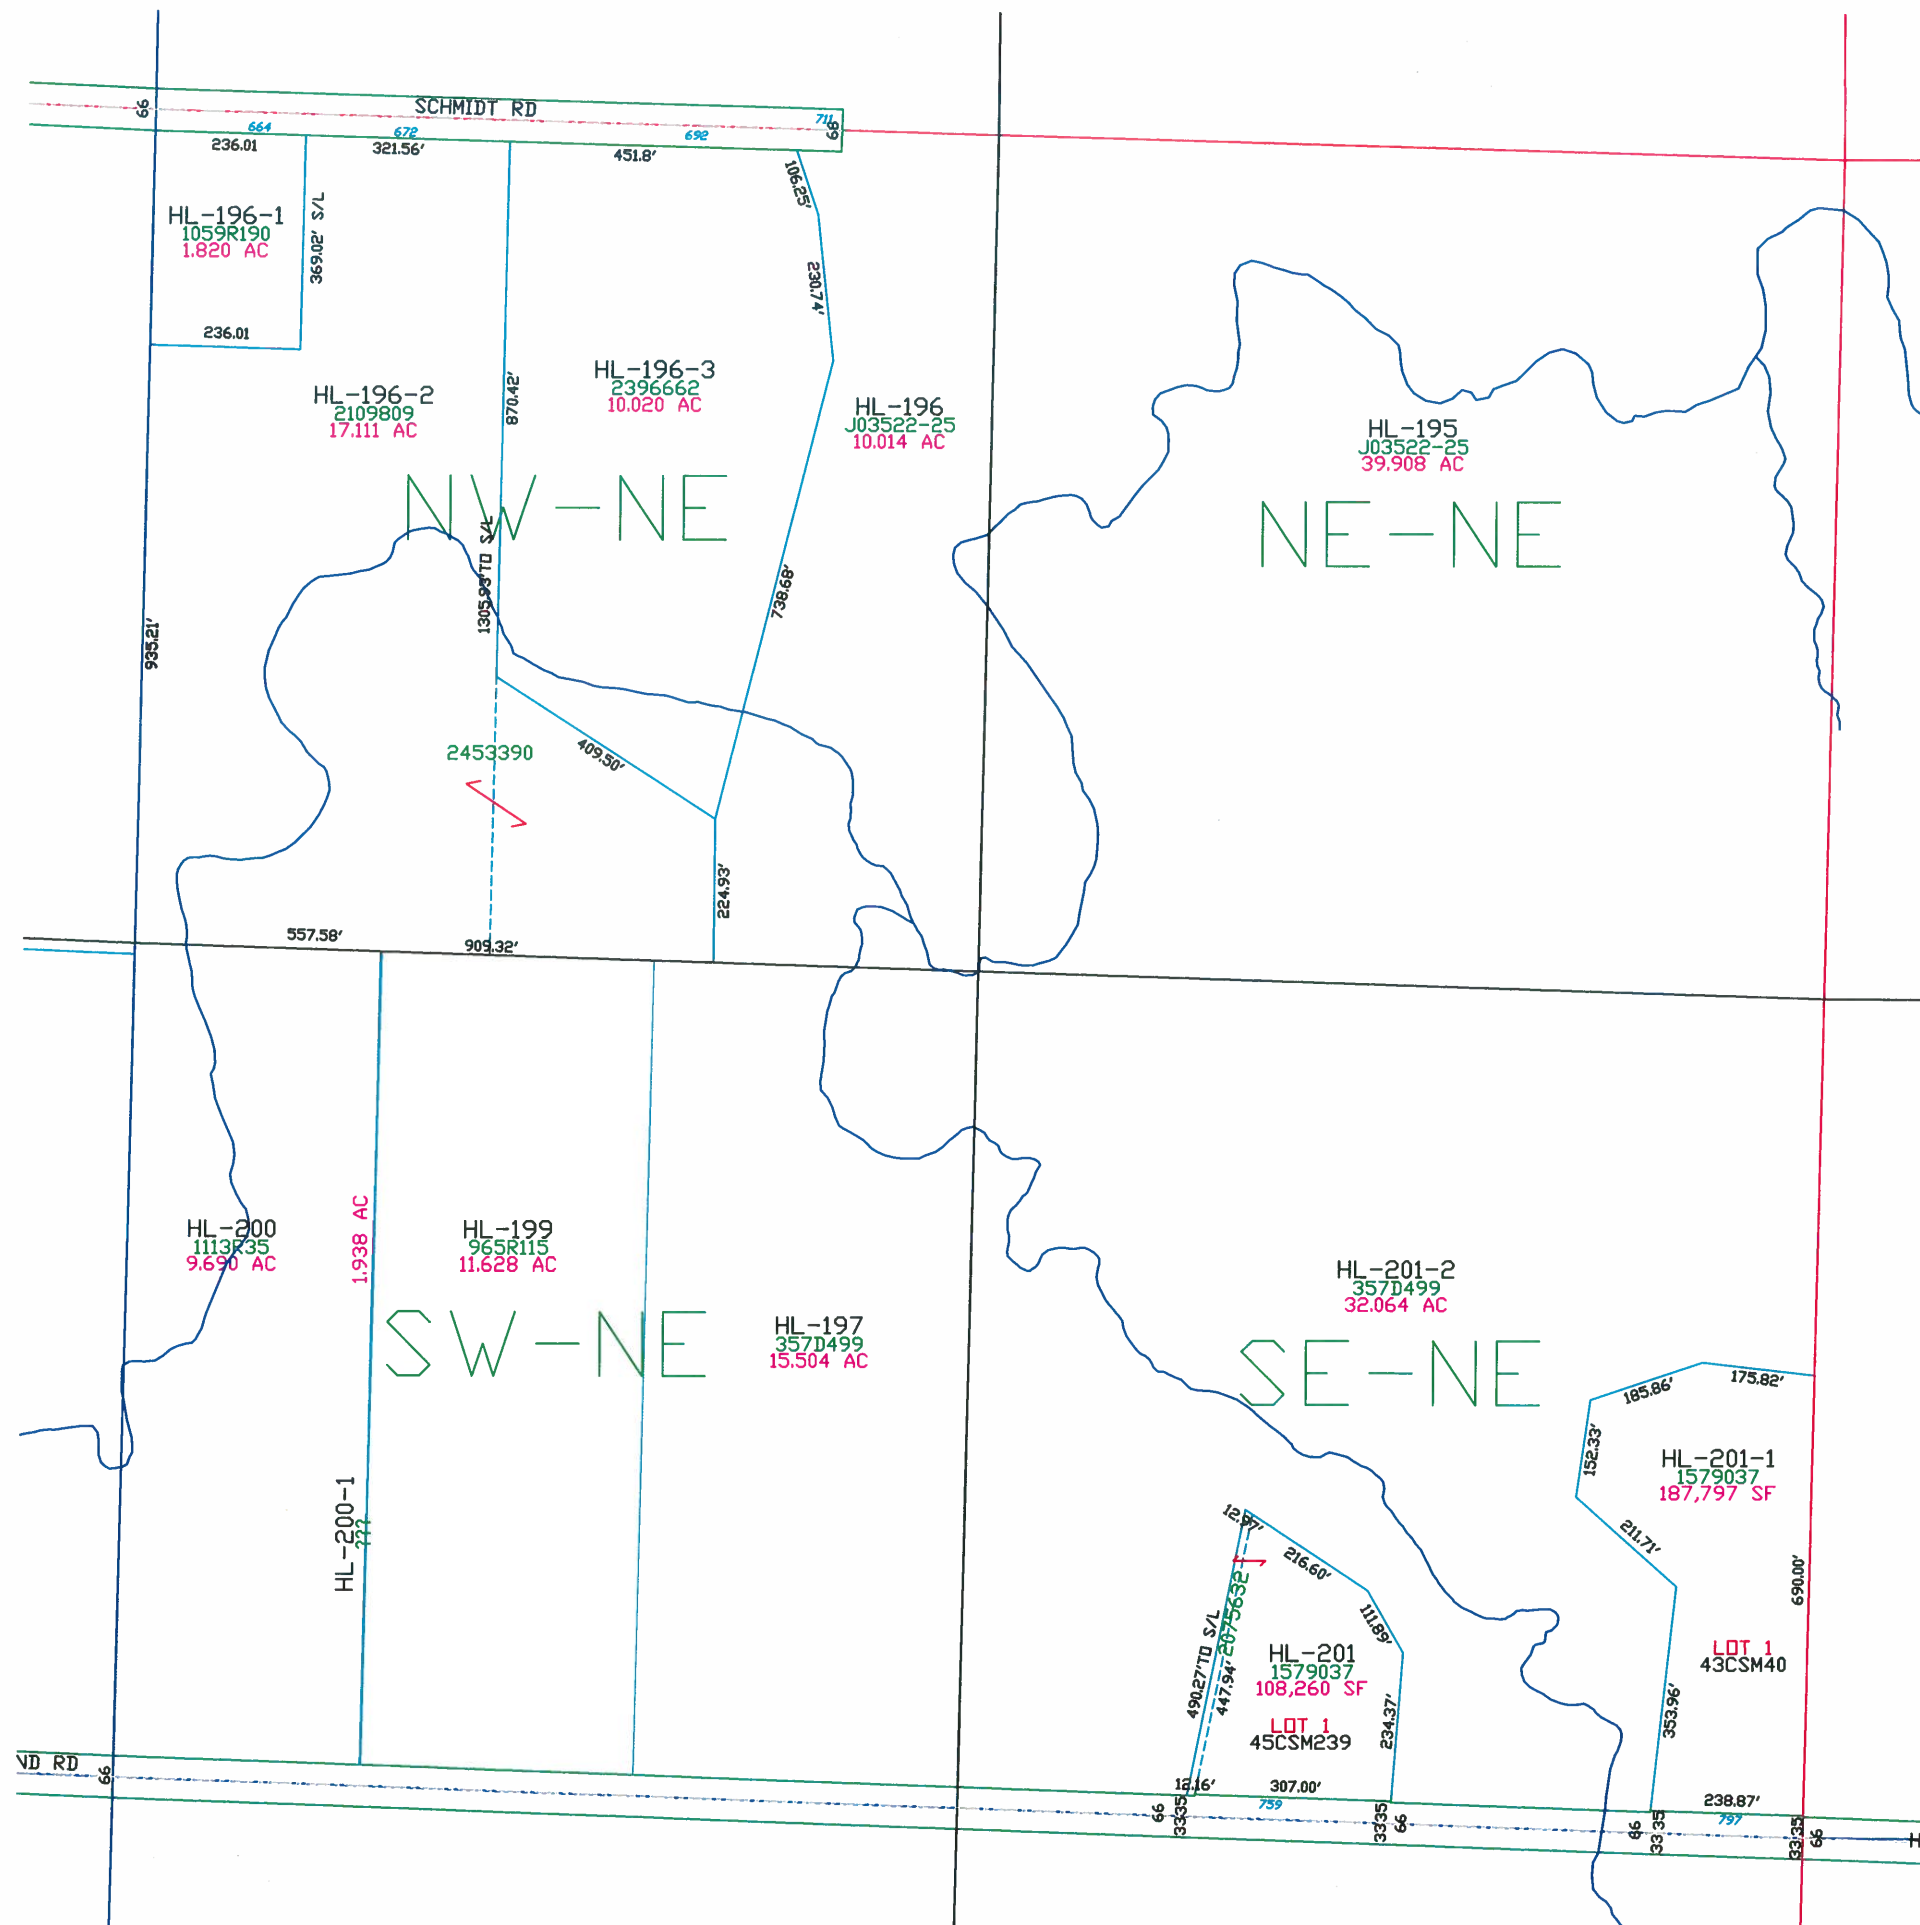 SCHMIDT RD
66
664
672
692
711
68
236.01
321.56'
451.8'
106.25'
HL-196-1
1059R190
1.820 AC
369.02' S/L
230.74'
236.01
HL-196-2
2109809
17.111 AC
870.42'
HL-196-3
2396662
10.020 AC
HL-196
J03522-25
10.014 AC
HL-195
J03522-25
39.908 AC
NW-NE
NE-NE
1305.93'TO S/L
738.68'
935.21'
2453390
409.50'
224.93'
557.58'
909.32'
HL-200
1113R35
9.690 AC
1.938 AC
HL-199
965R115
11.628 AC
HL-201-2
357D499
32.064 AC
HL-197
357D499
15.504 AC
SW-NE
SE-NE
185.86'
175.82'
152.33'
HL-201-1
1579037
187,797 SF
HL-200-1
???
12.97'
216.60'
211.71'
690.00'
2075632
490.27'TO S/L
447.94'
111.89'
HL-201
1579037
108,260 SF
LOT 1
45CSM239
234.37'
LOT 1
43CSM40
353.96'
ND RD
66
12.16'
307.00'
759
238.87'
797
66
33.35
33.35
66
66
33.35
33.35
66
H